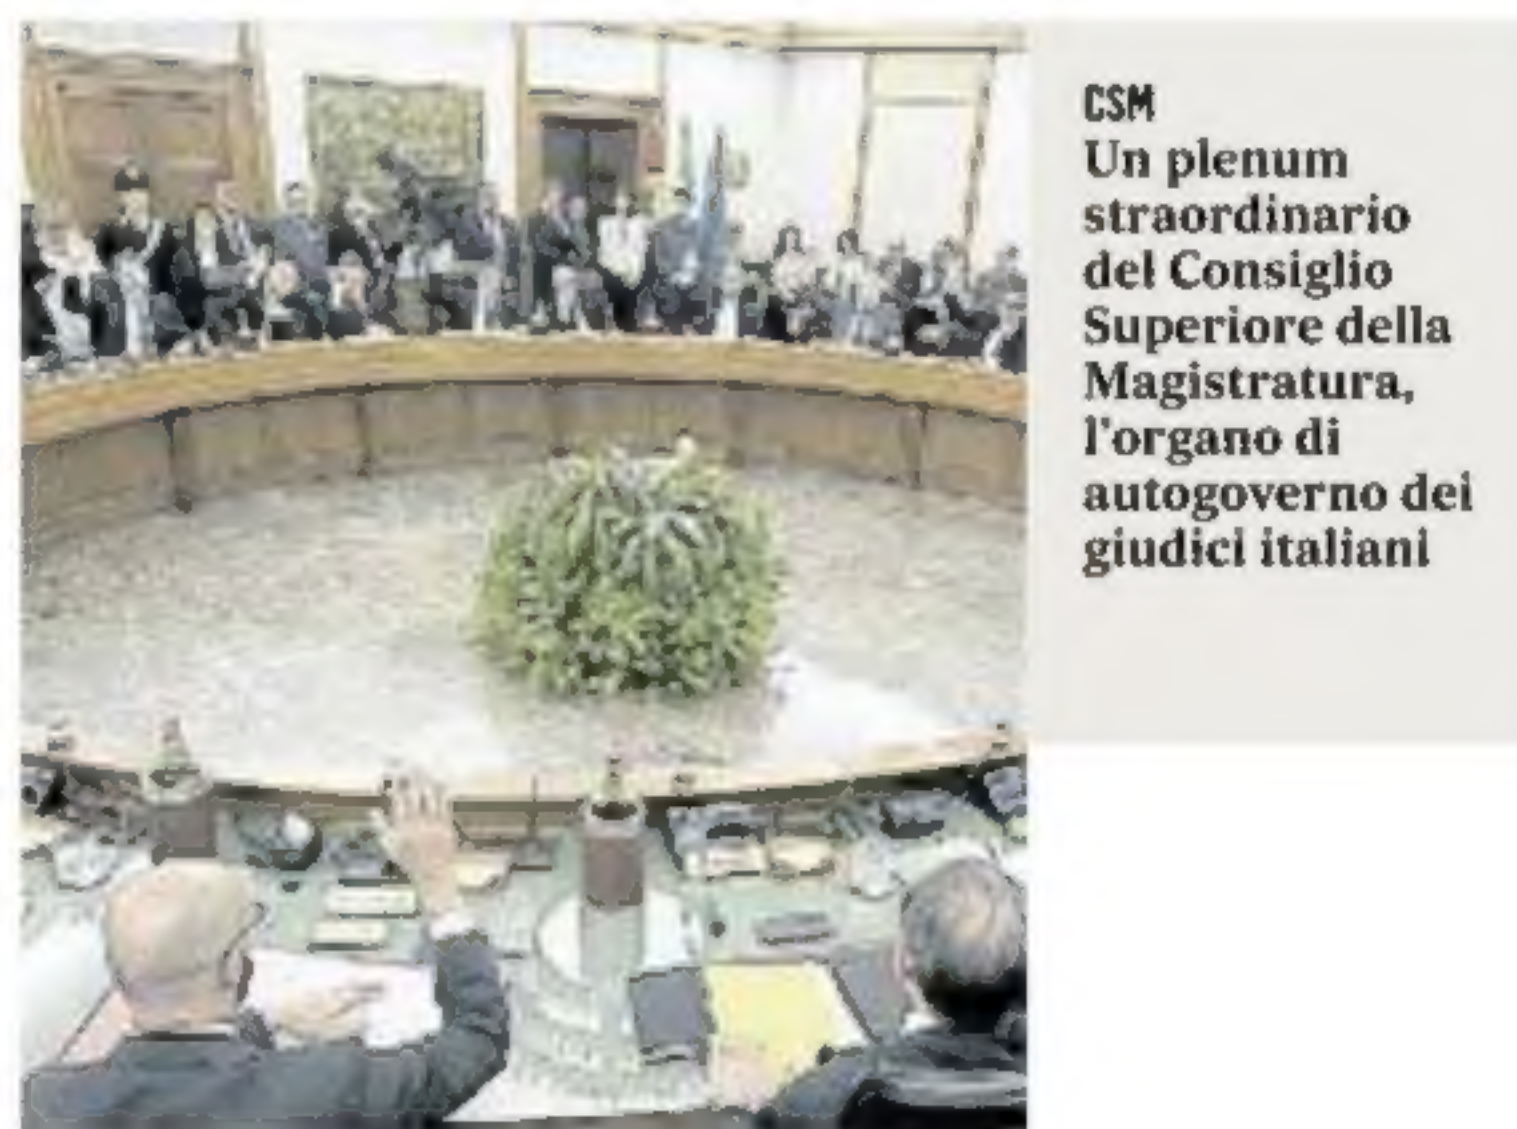 CSM
Un plenum
straordinario
del Consiglio
Superiore della
Magistratura,
l'organo di
autogoverno dei
giudici italiani